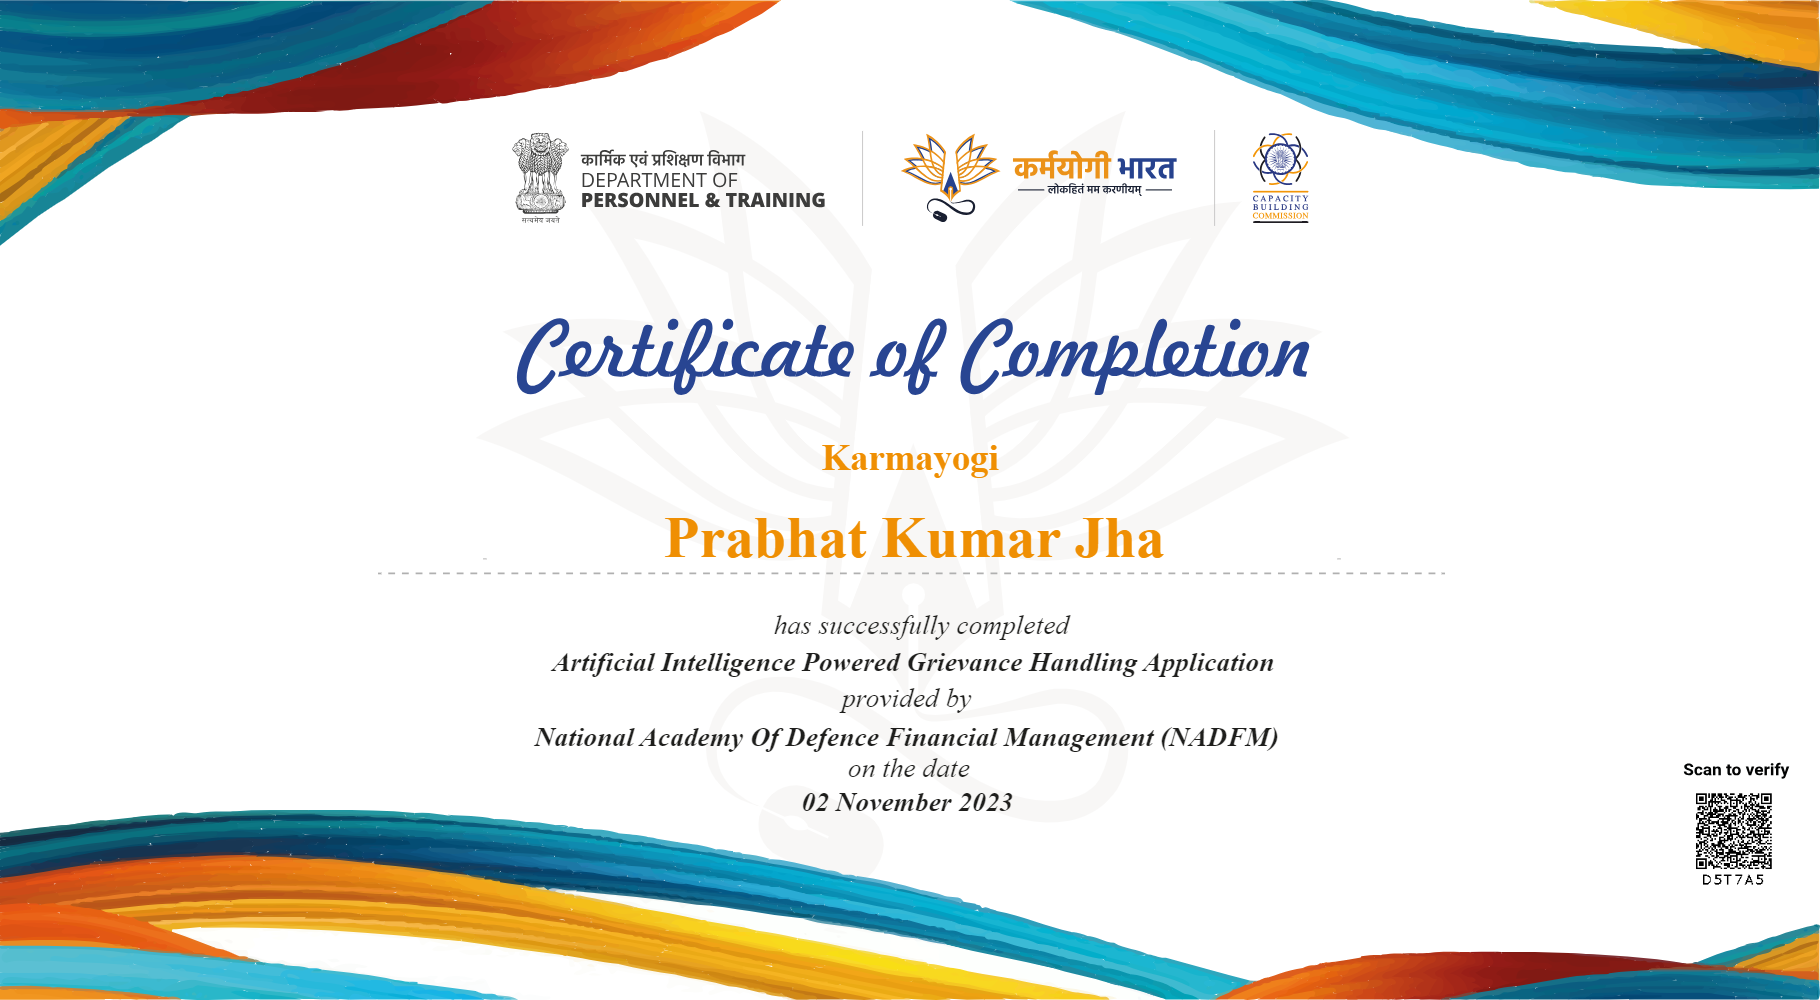 कार्मिक एवं प्रशिक्षण विभाग
DEPARTMENT OF
PERSONNEL & TRAINING
सत्यमेव जयते
कर्मयोगी भारत
लोकहितं मम करणीयम्
CAPACITY
BUILDING
COMMISSION
Certificate of Completion
Karmayogi
Prabhat Kumar Jha
has successfully completed
Artificial Intelligence Powered Grievance Handling Application
provided by
National Academy Of Defence Financial Management (NADFM)
on the date
02 November 2023
Scan to verify
D5T7A5